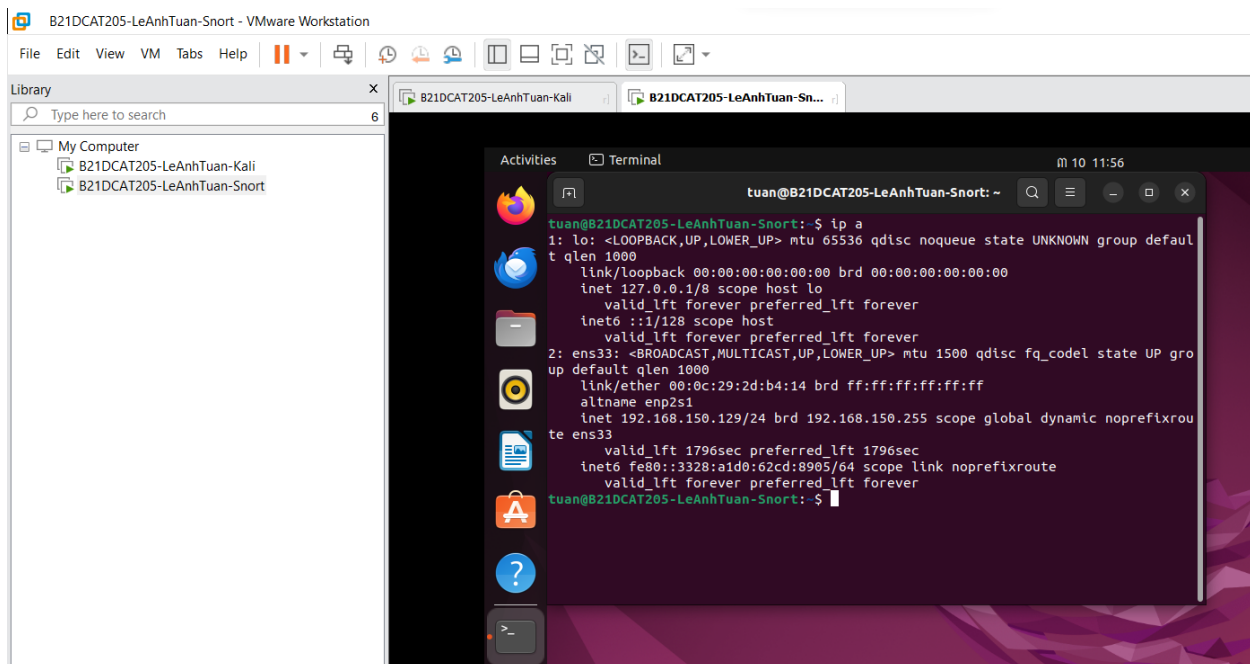 B21DCAT205-LeAnhTuan-Snort - VMware Workstation
File Edit View VM Tabs Help
Library X
Type here to search
6
My Computer
B21DCAT205-LeAnhTuan-Kali
B21DCAT205-LeAnhTuan-Snort
B21DCAT205-LeAnhTuan-Kali
B21DCAT205-LeAnhTuan-Sn...
Activities Terminal 10 11:56
tuan@B21DCAT205-LeAnhTuan-Snort: ~
tuan@B21DCAT205-LeAnhTuan-Snort:~$ ip a
1: lo: <LOOPBACK,UP,LOWER_UP> mtu 65536 qdisc noqueue state UNKNOWN group defaul
t qlen 1000
link/loopback 00:00:00:00:00:00 brd 00:00:00:00:00:00
inet 127.0.0.1/8 scope host lo
valid_lft forever preferred_lft forever
inet6 ::1/128 scope host
valid_lft forever preferred_lft forever
2: ens33: <BROADCAST,MULTICAST,UP,LOWER_UP> mtu 1500 qdisc fq_codel state UP gro
up default qlen 1000
link/ether 00:0c:29:2d:b4:14 brd ff:ff:ff:ff:ff:ff
altname enp2s1
inet 192.168.150.129/24 brd 192.168.150.255 scope global dynamic noprefixrou
te ens33
valid_lft 1796sec preferred_lft 1796sec
inet6 fe80::3328:a1d0:62cd:8905/64 scope link noprefixroute
valid_lft forever preferred_lft forever
tuan@B21DCAT205-LeAnhTuan-Snort:~$